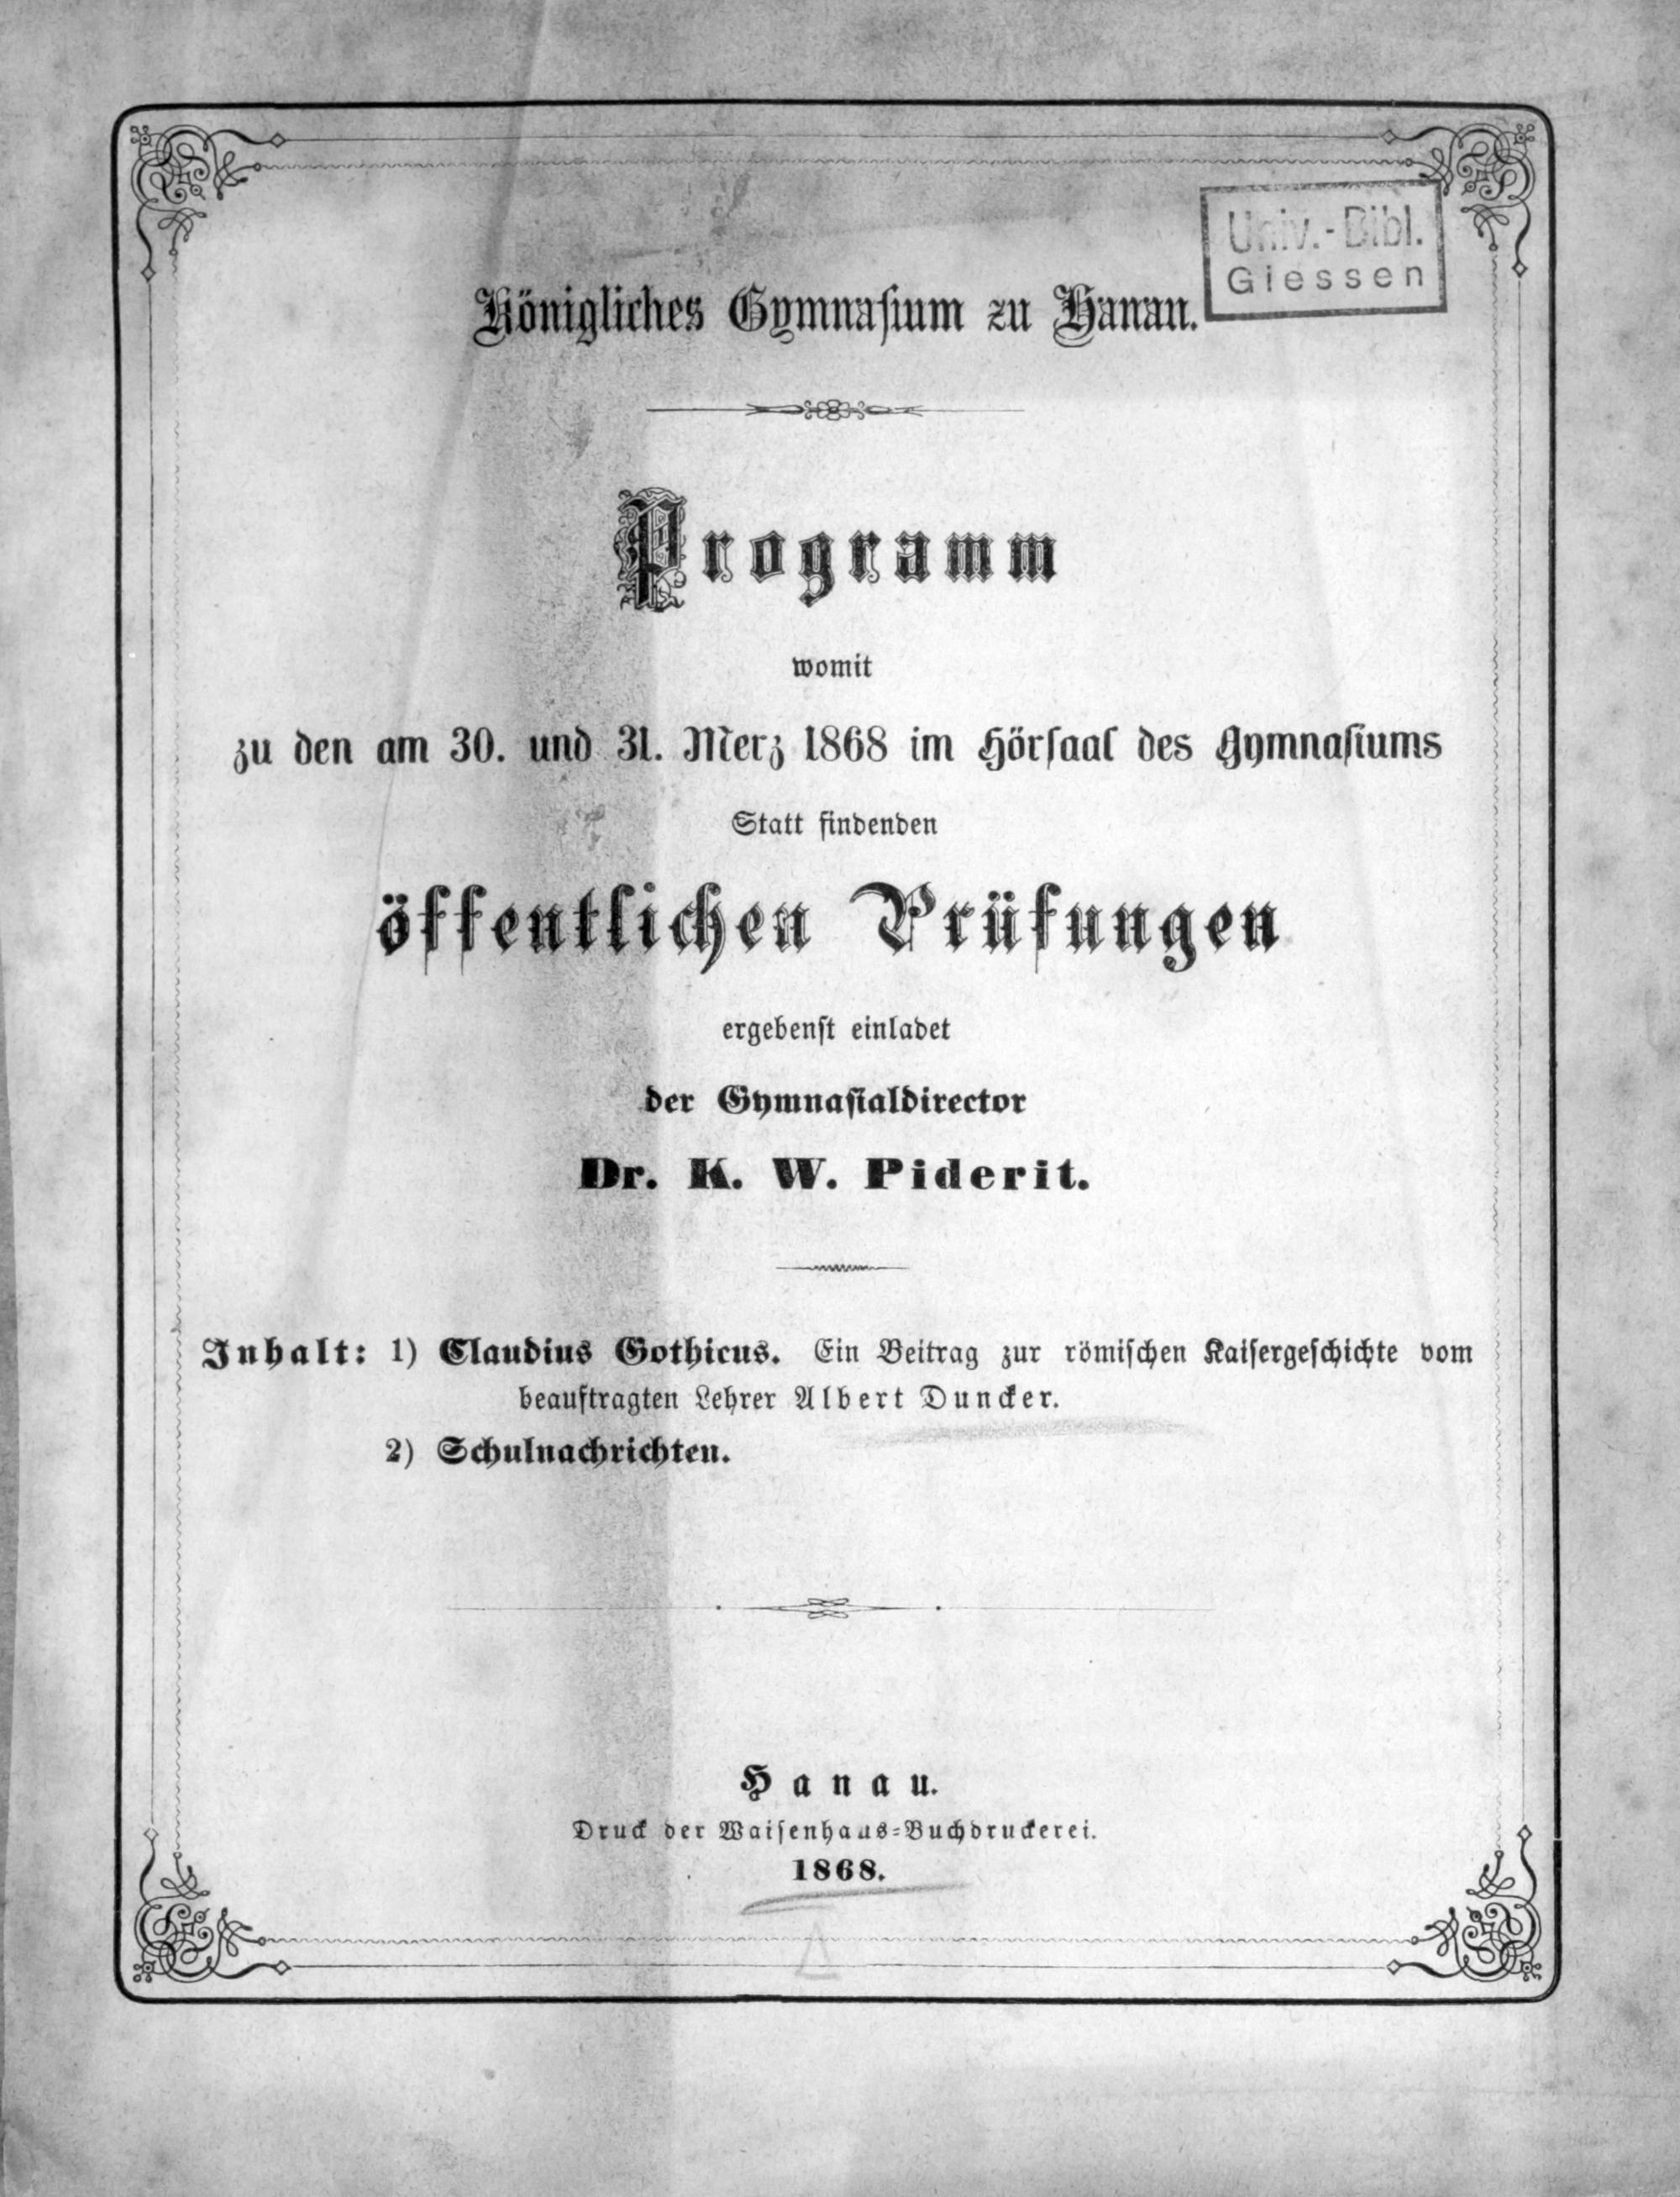 Univ.-Bibl.
Giessen
Königliches Gymnasium zu Hanau.
Programm
womit
zu den am 30. und 31. Merz 1868 im Hörsaal des Gymnasiums
Statt findenden
öffentlichen Prüfungen
ergebenst einladet
der Gymnasialdirector
Dr. K. W. Piderit.
Inhalt: 1) Claudius Gothicus. Ein Beitrag zur römischen Kaisergeschichte vom
beauftragten Lehrer Albert Duncker.
2) Schulnachrichten.
Hanau.
Druck der Waisenhaus-Buchdruckerei.
1868.